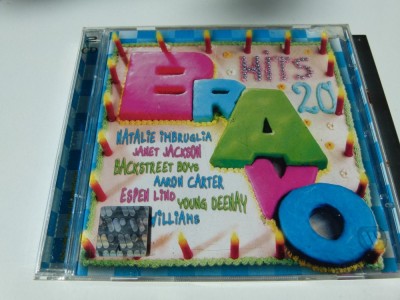 BRAVO
HITS
20
NATALIE IMBRUGLIA
JANET JACKSON
BACKSTREET BOYS
AARON CARTER
ESPEN LIND YOUNG DEENAY
WILLIAMS